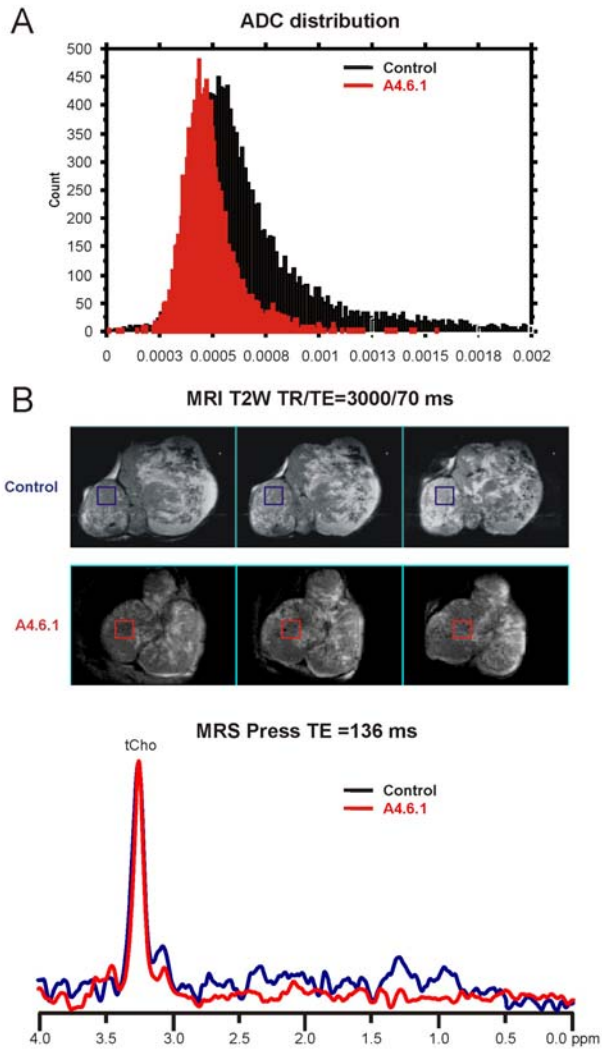 A
ADC distribution
500
450
400
350
300
250
200
150
100
50
0
Count
Control
A4.6.1
0 0.0003 0.0005 0.0008 0.001 0.0013 0.0015 0.0018 0.002
B
MRI T2W TR/TE=3000/70 ms
Control
A4.6.1
MRS Press TE =136 ms
tCho
Control
A4.6.1
4.0 3.5 3.0 2.5 2.0 1.5 1.0 0.5 0.0 ppm